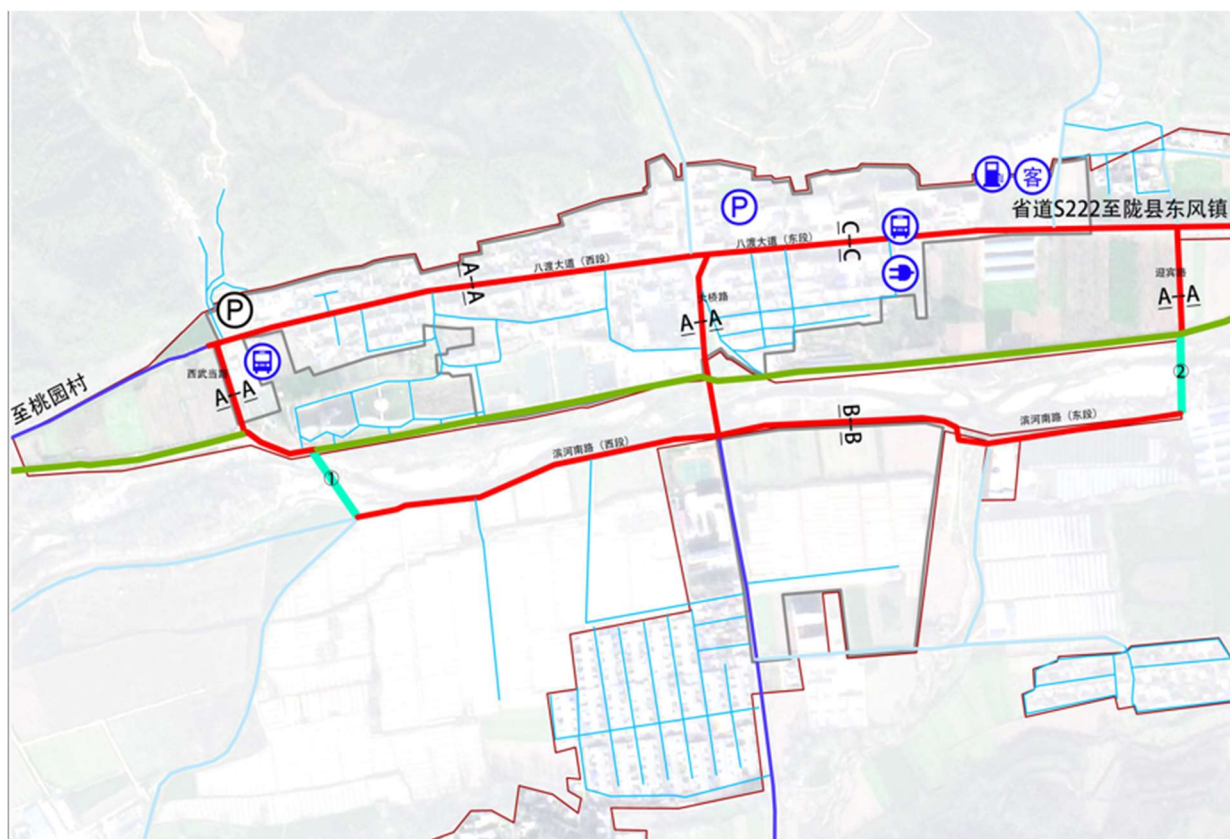 客
省道S222至陇县东风镇
P
C-C
八渡大道（东段）
八渡大道（西段）
A-A
迎宾路
大桥路
A-A
A-A
P
西武当路
A-A
至桃园村
②
B-B
滨河南路（东段）
滨河南路（西段）
①